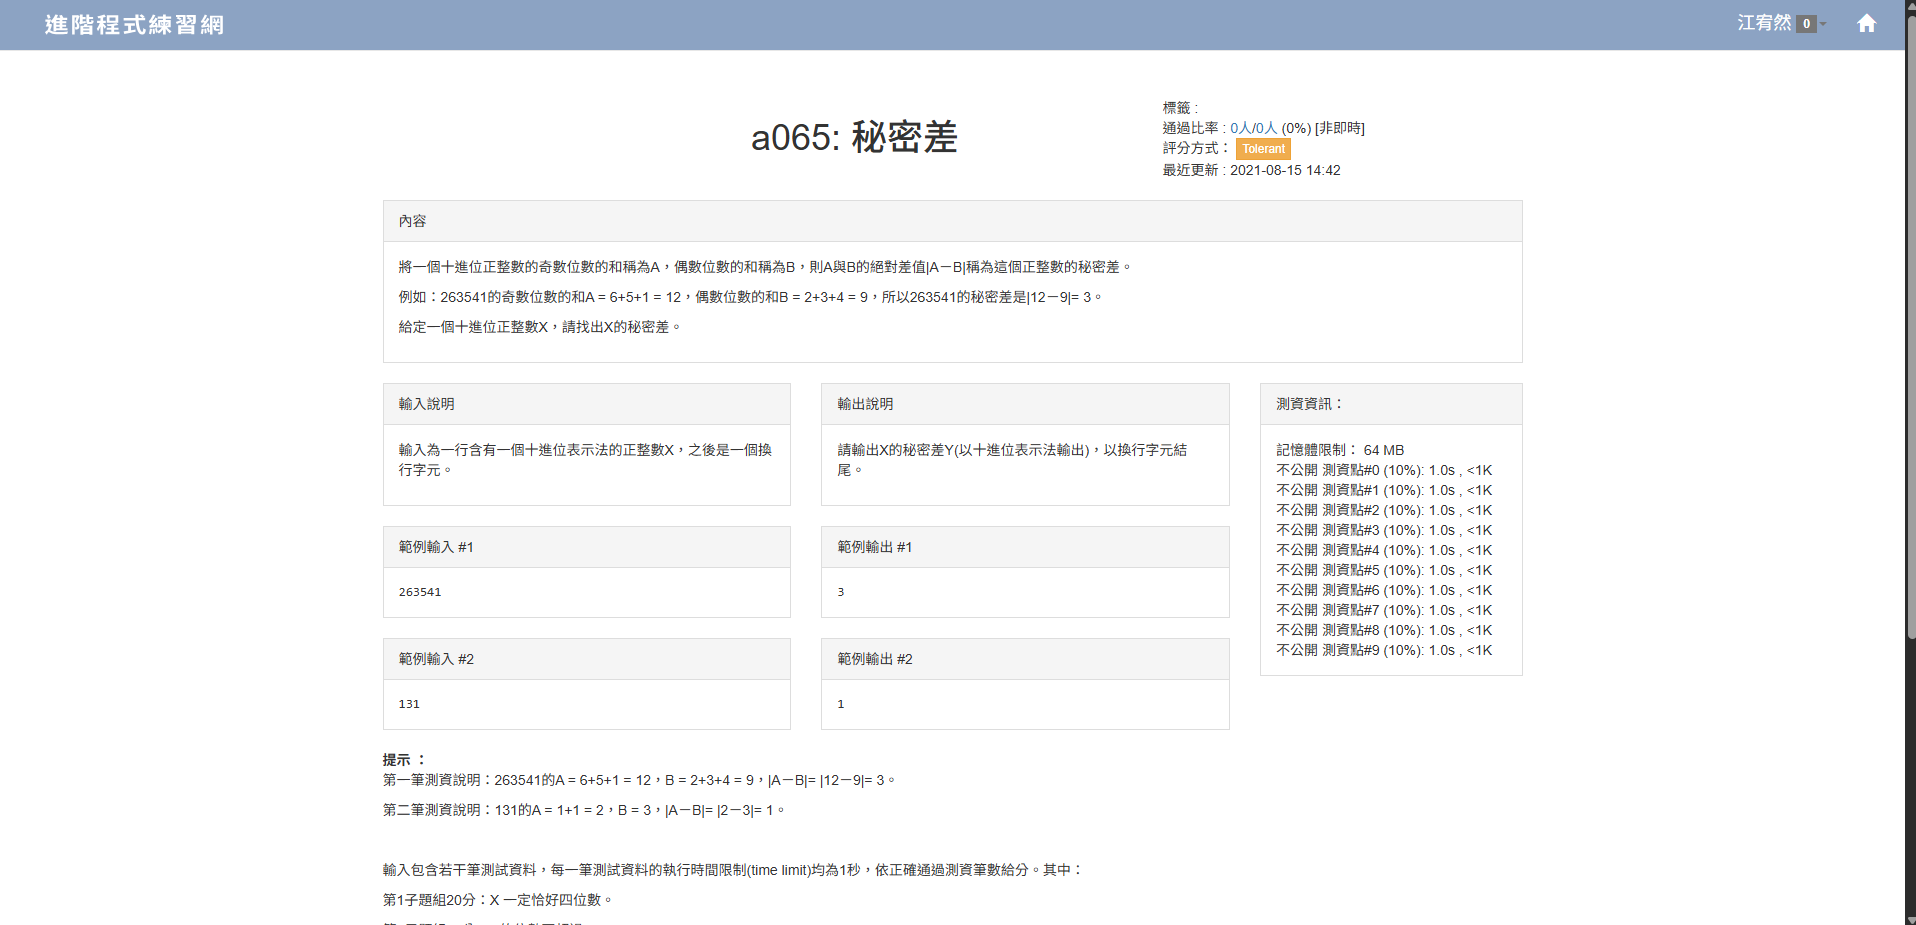 進階程式練習網
江宥然 0
a065: 秘密差
標籤 :
通過比率 : 0人/0人 (0%) [非即時]
評分方式： Tolerant
最近更新 : 2021-08-15 14:42
內容
將一個十進位正整數的奇數位數的和稱為A，偶數位數的和稱為B，則A與B的絕對差值|A－B|稱為這個正整數的秘密差。
例如：263541的奇數位數的和A = 6+5+1 = 12，偶數位數的和B = 2+3+4 = 9，所以263541的秘密差是|12－9|= 3。
給定一個十進位正整數X，請找出X的秘密差。
輸入說明
輸入為一行含有一個十進位表示法的正整數X，之後是一個換
行字元。
輸出說明
請輸出X的秘密差Y(以十進位表示法輸出)，以換行字元結
尾。
測資資訊：
記憶體限制： 64 MB
不公開 測資點#0 (10%): 1.0s , <1K
不公開 測資點#1 (10%): 1.0s , <1K
不公開 測資點#2 (10%): 1.0s , <1K
不公開 測資點#3 (10%): 1.0s , <1K
不公開 測資點#4 (10%): 1.0s , <1K
不公開 測資點#5 (10%): 1.0s , <1K
不公開 測資點#6 (10%): 1.0s , <1K
不公開 測資點#7 (10%): 1.0s , <1K
不公開 測資點#8 (10%): 1.0s , <1K
不公開 測資點#9 (10%): 1.0s , <1K
範例輸入 #1
263541
範例輸出 #1
3
範例輸入 #2
131
範例輸出 #2
1
提示 ：
第一筆測資說明：263541的A = 6+5+1 = 12，B = 2+3+4 = 9，|A－B|= |12－9|= 3。
第二筆測資說明：131的A = 1+1 = 2，B = 3，|A－B|= |2－3|= 1。
輸入包含若干筆測試資料，每一筆測試資料的執行時間限制(time limit)均為1秒，依正確通過測資筆數給分。其中：
第1子題組20分：X 一定恰好四位數。